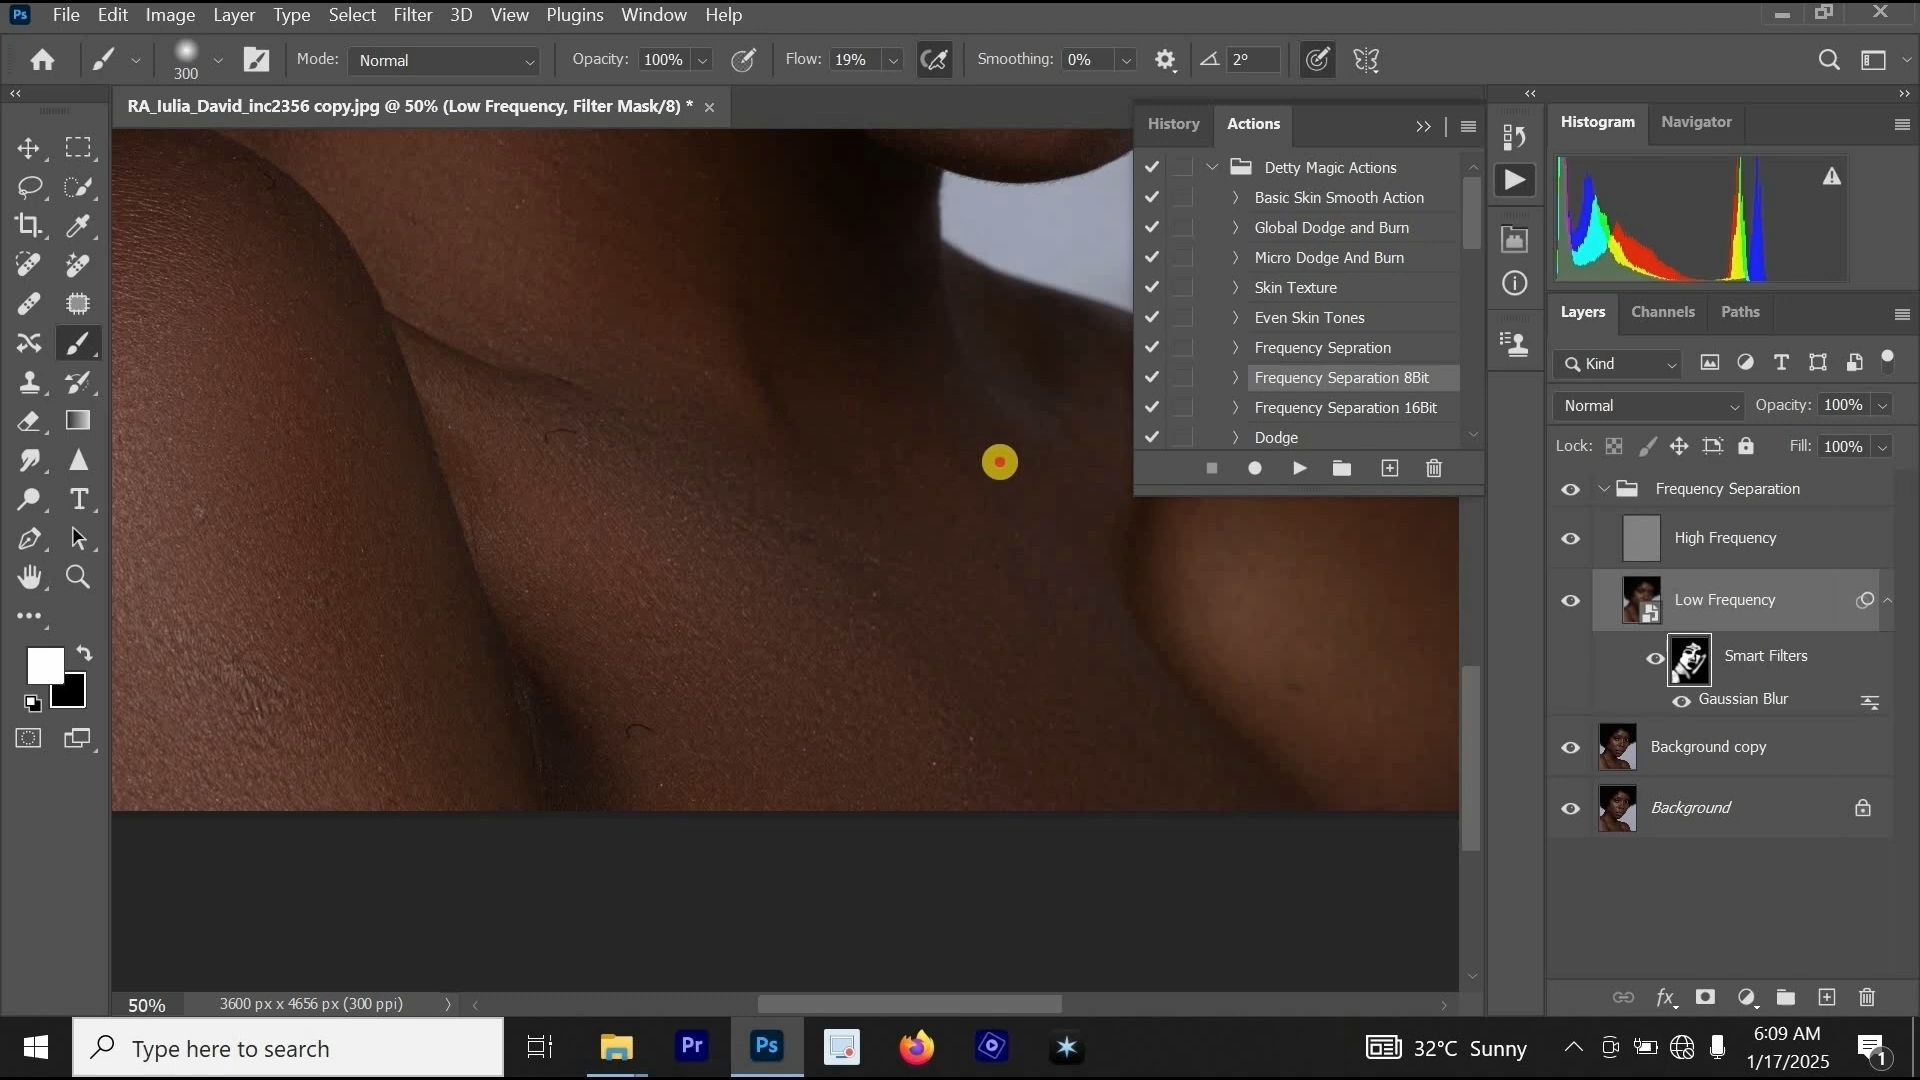 Ps File Edit Image Layer Type Select Filter 3D View Plugins Window Help
300 Mode: Normal Opacity: 100% Flow: 19% Smoothing: 0% 2°
RA_Iulia_David_inc2356 copy.jpg @ 50% (Low Frequency, Filter Mask/8) *
History Actions
Detty Magic Actions
Basic Skin Smooth Action
Global Dodge and Burn
Micro Dodge And Burn
Skin Texture
Even Skin Tones
Frequency Sepration
Frequency Separation 8Bit
Frequency Separation 16Bit
Dodge
Histogram Navigator
Layers Channels Paths
Kind
Normal Opacity: 100%
Lock: Fill: 100%
Frequency Separation
High Frequency
Low Frequency
Smart Filters
Gaussian Blur
Background copy
Background
fx
50% 3600 px x 4656 px (300 ppi)
Type here to search
Pr
Ps
32°C Sunny
6:09 AM
1/17/2025
1